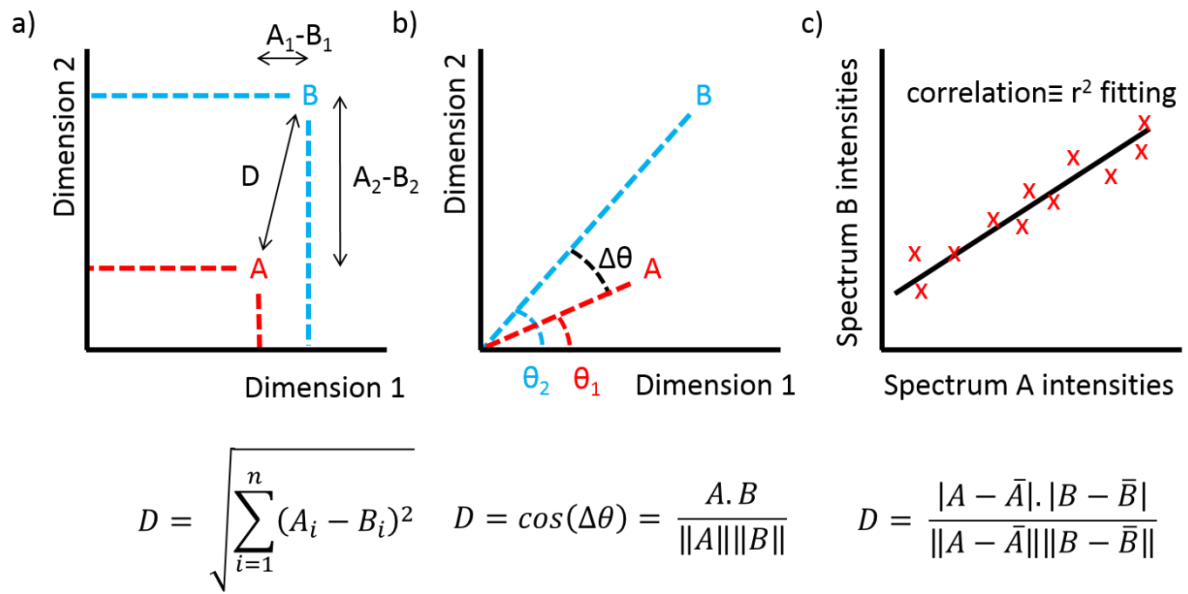 a)
A₁-B₁
Dimension 2
B
D
A₂-B₂
A
Dimension 1
b)
Dimension 2
B
Δθ
A
θ₂
θ₁
Dimension 1
c)
Spectrum B intensities
correlation≡ r² fitting
x x x x x x x x x x x x
Spectrum A intensities
D = √∑ⁿᵢ₌₁(Aᵢ − Bᵢ)²
D = cos(Δθ) = A.B / ‖A‖‖B‖
D = |A − Ā|.|B − B̄| / ‖A − Ā‖‖B − B̄‖